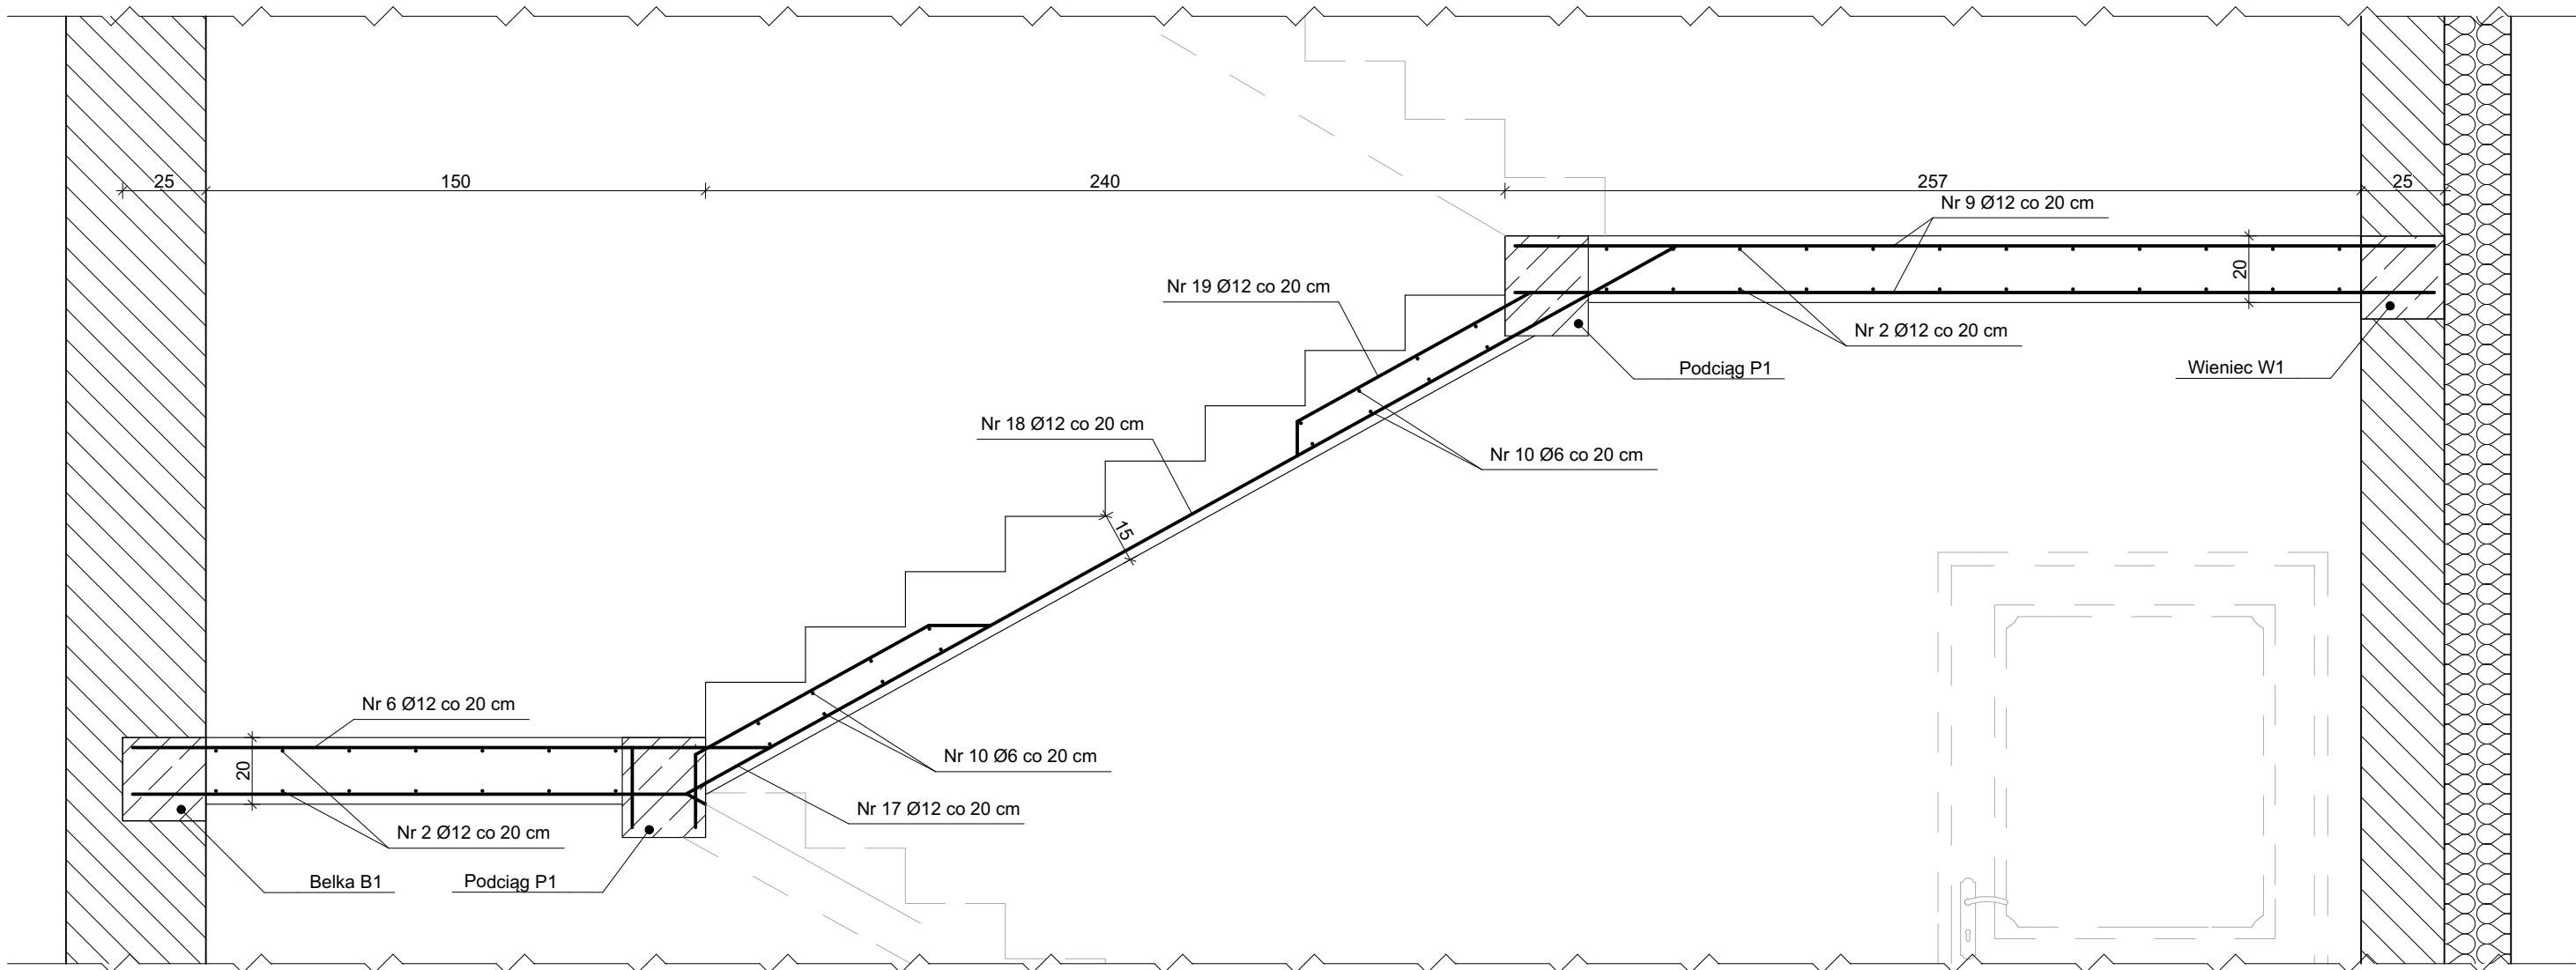 25 150 240 257 25
Nr 9 Ø12 co 20 cm
20
Nr 19 Ø12 co 20 cm
Nr 2 Ø12 co 20 cm
Podciąg P1
Wieniec W1
Nr 18 Ø12 co 20 cm
Nr 10 Ø6 co 20 cm
15
Nr 6 Ø12 co 20 cm
20
Nr 10 Ø6 co 20 cm
Nr 17 Ø12 co 20 cm
Nr 2 Ø12 co 20 cm
Belka B1
Podciąg P1